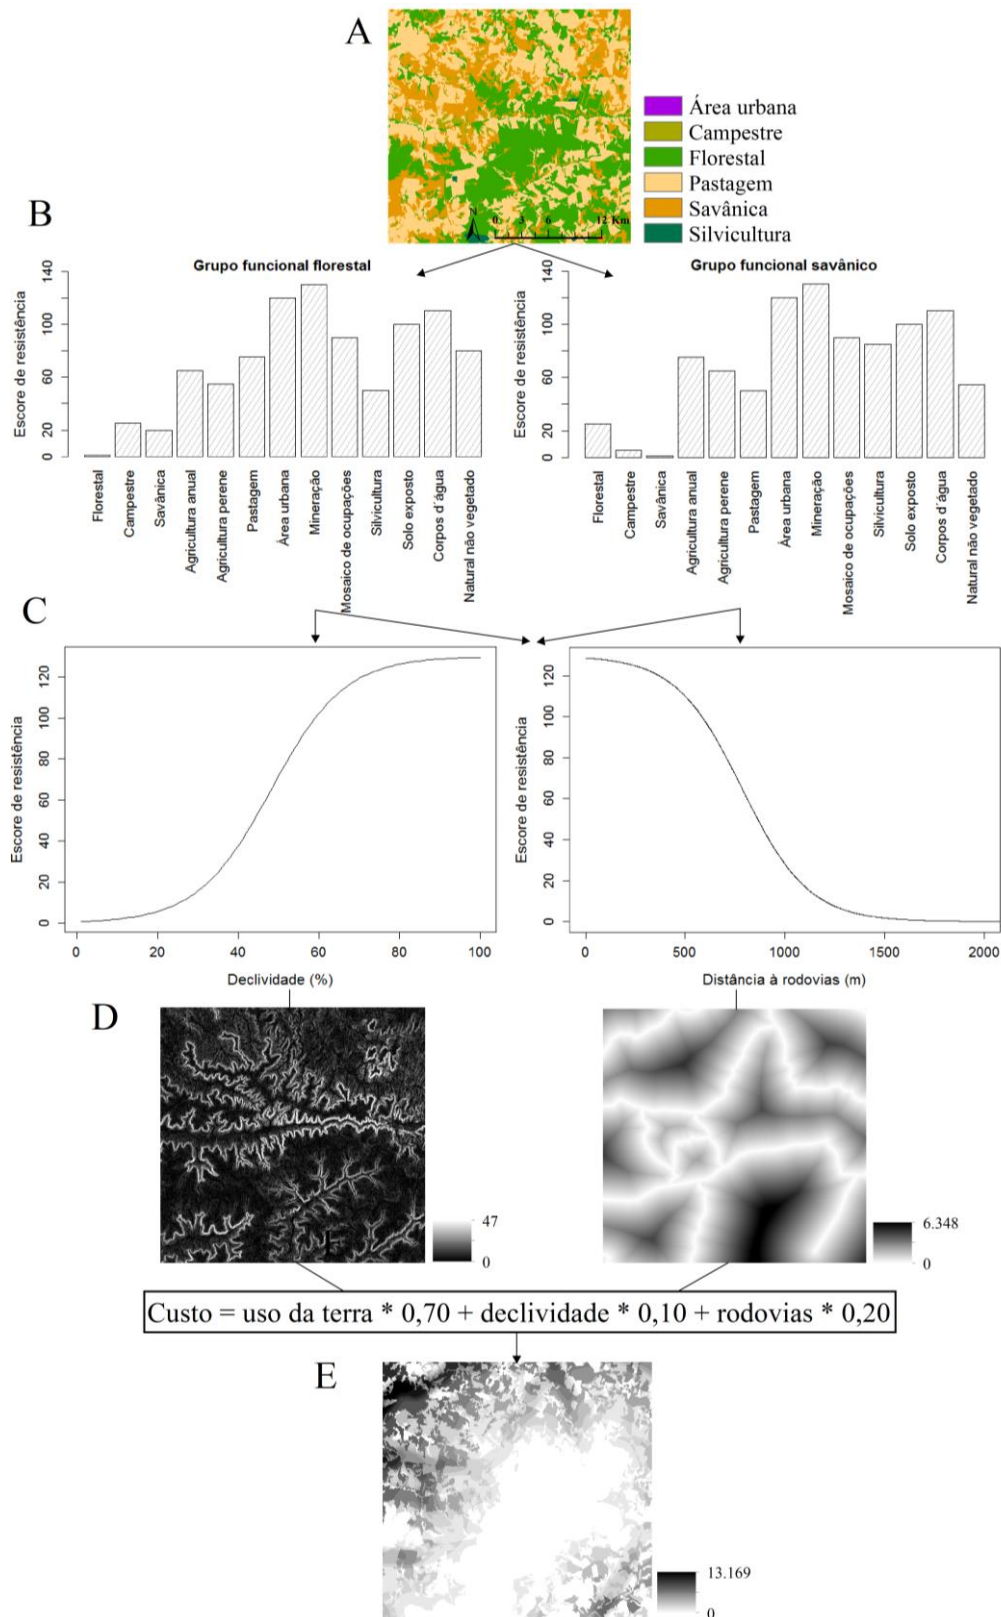 A
Área urbana
Campestre
Florestal
Pastagem
Savânica
Silvicultura
N
0 3 6 12 Km
B
Grupo funcional florestal
Escore de resistência
0 20 60 100 140
Florestal
Campestre
Savânica
Agricultura anual
Agricultura perene
Pastagem
Área urbana
Mineração
Mosaico de ocupações
Silvicultura
Solo exposto
Corpos d´água
Natural não vegetado
Grupo funcional savânico
Escore de resistência
0 20 60 100 140
Florestal
Campestre
Savânica
Agricultura anual
Agricultura perene
Pastagem
Área urbana
Mineração
Mosaico de ocupações
Silvicultura
Solo exposto
Corpos d´água
Natural não vegetado
C
Escore de resistência
0 20 40 60 80 100 120
0 20 40 60 80 100
Declividade (%)
Escore de resistência
0 20 40 60 80 100 120
0 500 1000 1500 2000
Distância à rodovias (m)
D
47
0
6.348
0
Custo = uso da terra * 0,70 + declividade * 0,10 + rodovias * 0,20
E
13.169
0